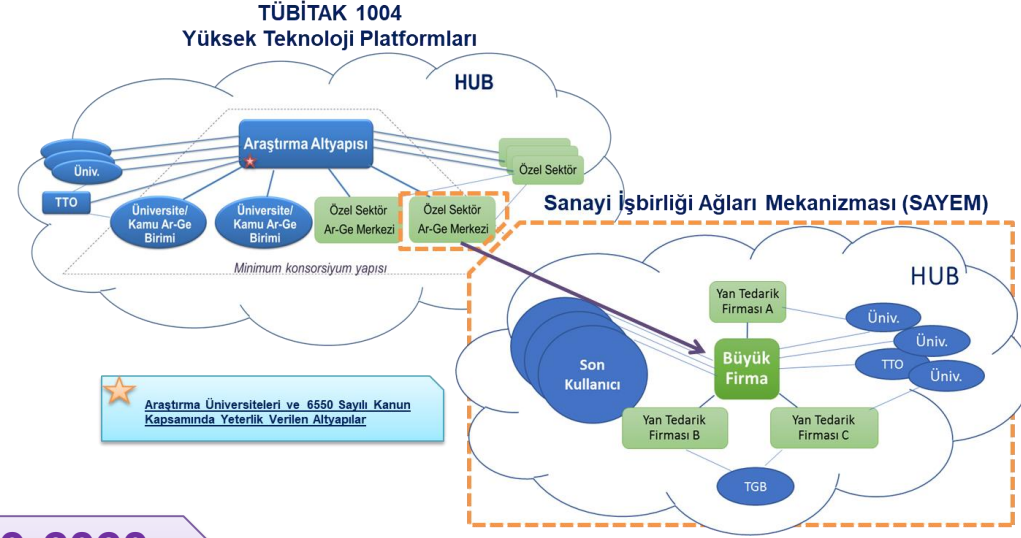 TÜBİTAK 1004
Yüksek Teknoloji Platformları
HUB
Araştırma Altyapısı
Üniv.
TTO
Özel Sektör
Üniversite/
Kamu Ar-Ge
Birimi
Üniversite/
Kamu Ar-Ge
Birimi
Özel Sektör
Ar-Ge Merkezi
Özel Sektör
Ar-Ge Merkezi
Minimum konsorsiyum yapısı
Sanayi İşbirliği Ağları Mekanizması (SAYEM)
HUB
Yan Tedarik
Firması A
Üniv.
Üniv.
TTO
Üniv.
Büyük
Firma
Son
Kullanıcı
Yan Tedarik
Firması B
Yan Tedarik
Firması C
TGB
Araştırma Üniversiteleri ve 6550 Sayılı Kanun
Kapsamında Yeterlik Verilen Altyapılar